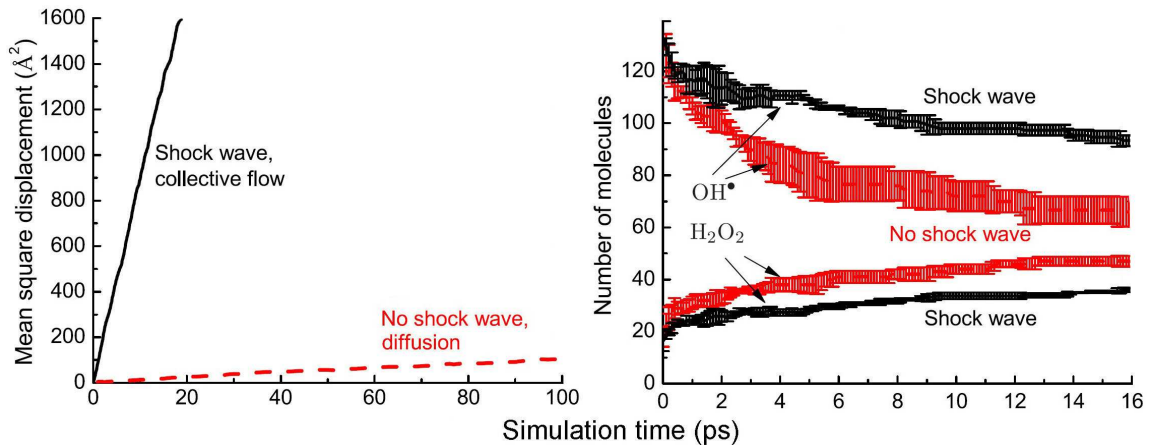 Mean square displacement (Å²)
1600
1400
1200
1000
800
600
400
200
0
0 20 40 60 80 100
Shock wave,
collective flow
No shock wave,
diffusion
Number of molecules
120
100
80
60
40
20
0
0 2 4 6 8 10 12 14 16
Shock wave
OH•
H₂O₂
No shock wave
Shock wave
Simulation time (ps)